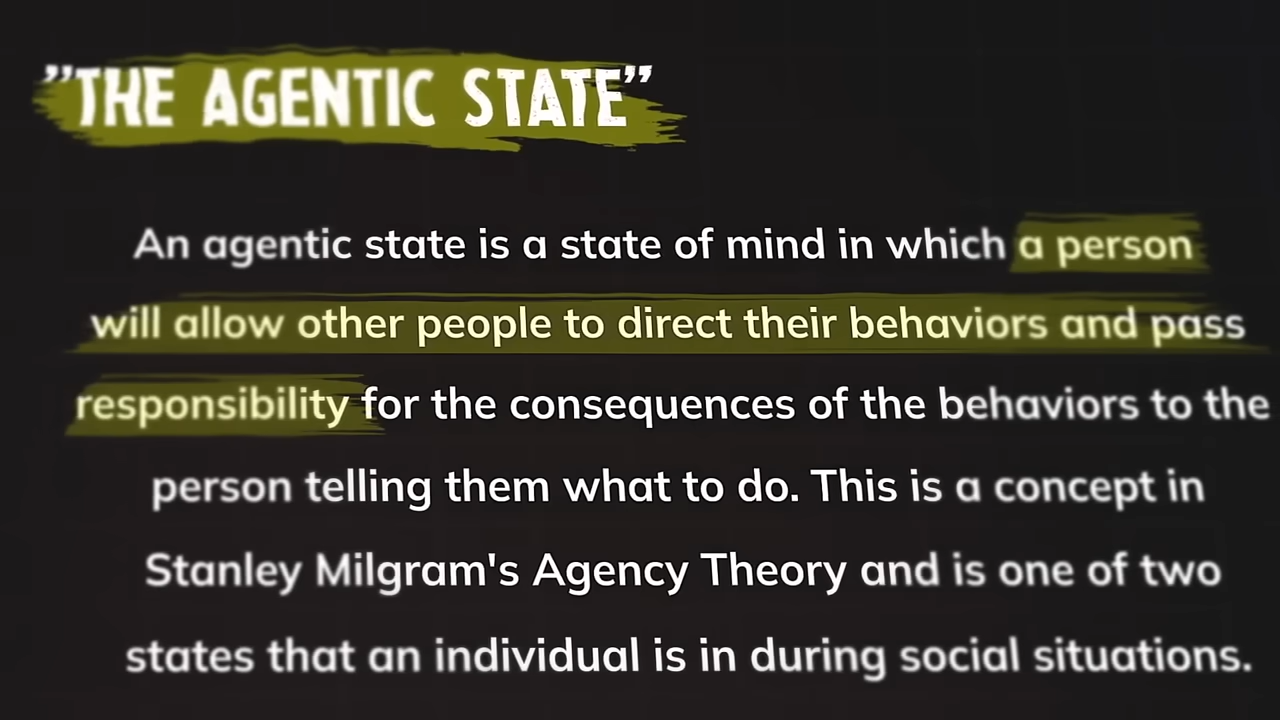 ”THE AGENTIC STATE”
An agentic state is a state of mind in which a person
will allow other people to direct their behaviors and pass
responsibility for the consequences of the behaviors to the
person telling them what to do. This is a concept in
Stanley Milgram's Agency Theory and is one of two
states that an individual is in during social situations.